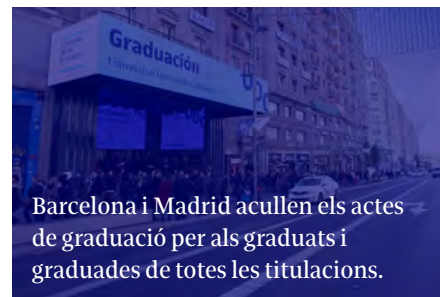 Graduación
Barcelona i Madrid acullen els actes
de graduació per als graduats i
graduades de totes les titulacions.